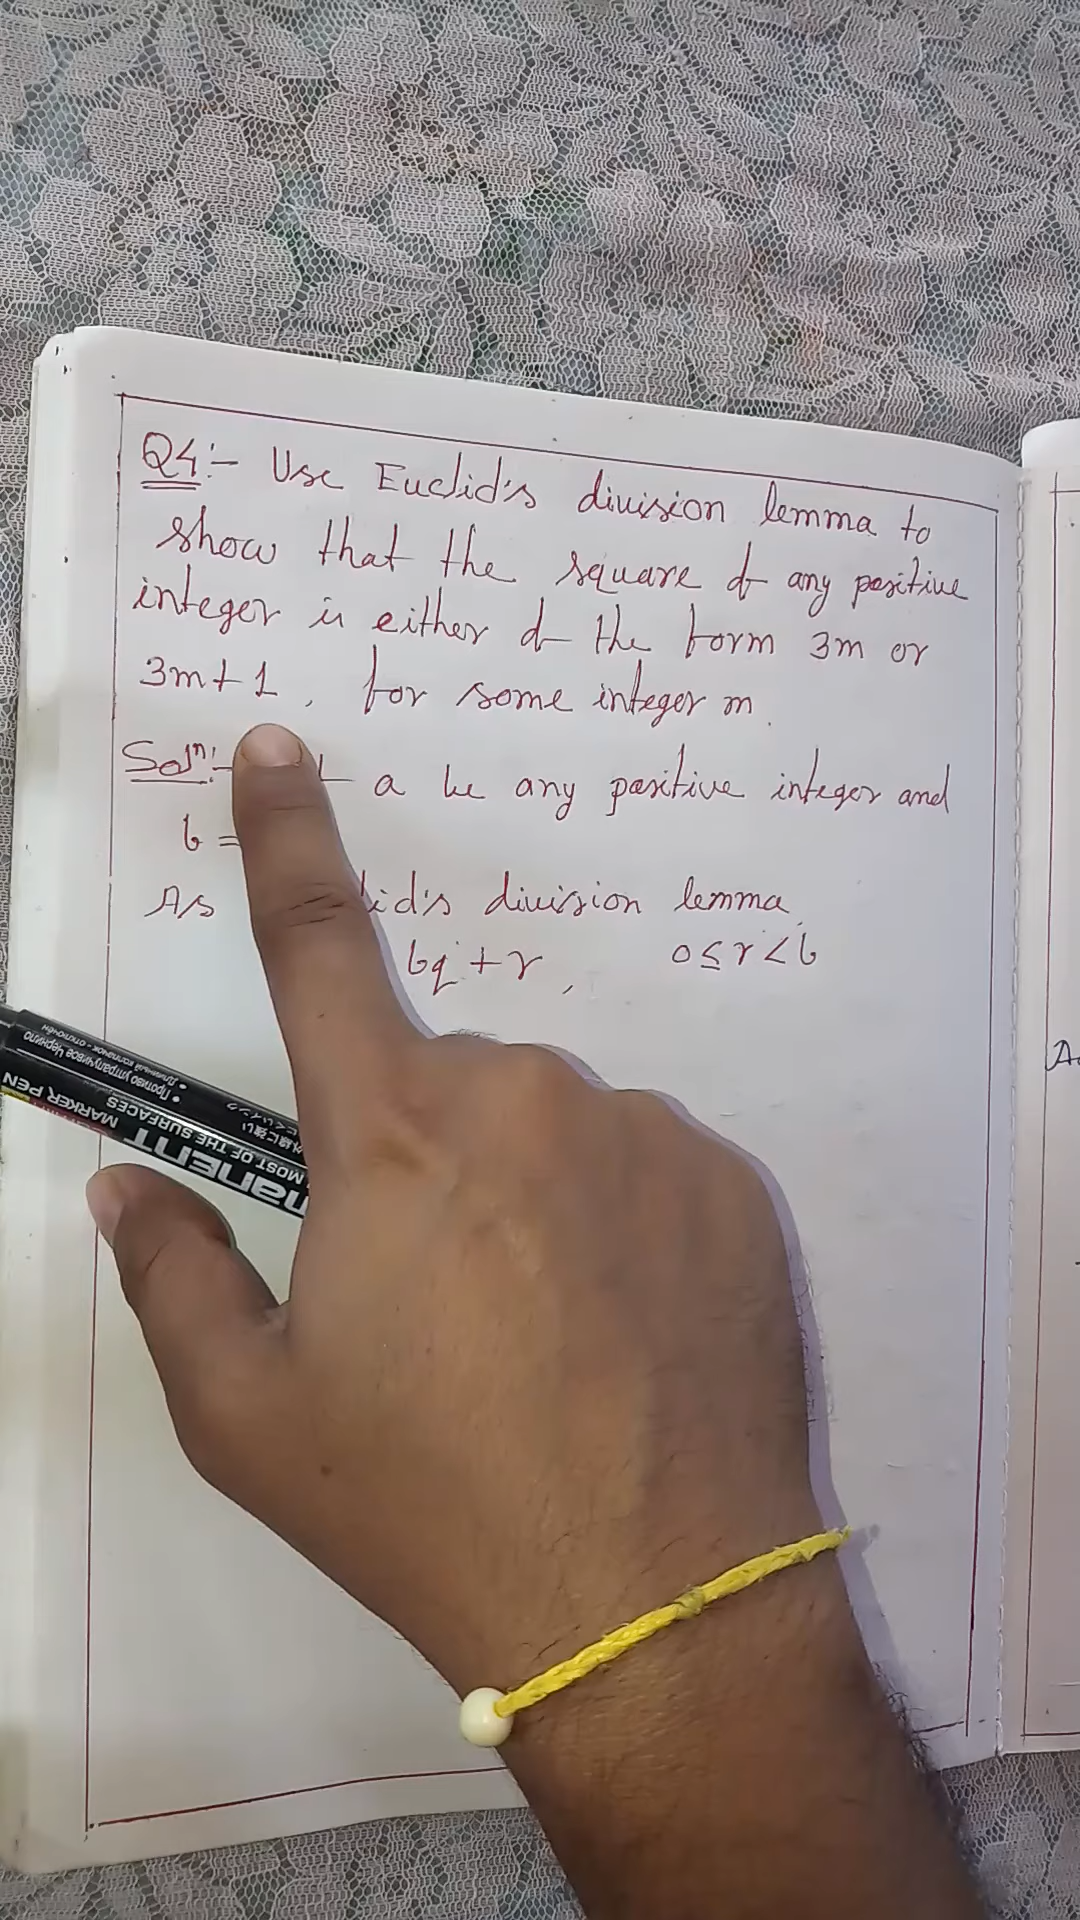 Q4:- Use Euclid's division lemma to
show that the square of any positive
integer is either of the form 3m or
3m+1, for some integer m.
Solⁿ:- a be any positive integer and
b =
As division lemma,
bq + r, 0≤r<b
• Противоударный
MOST OF THE SURFACES
MARKER PEN